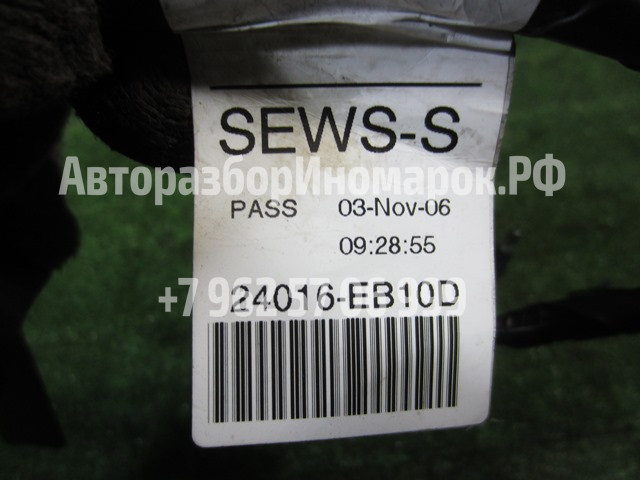 SEWS-S
АвторазборИномарок.РФ
PASS 03-Nov-06
09:28:55
24016-EB10D